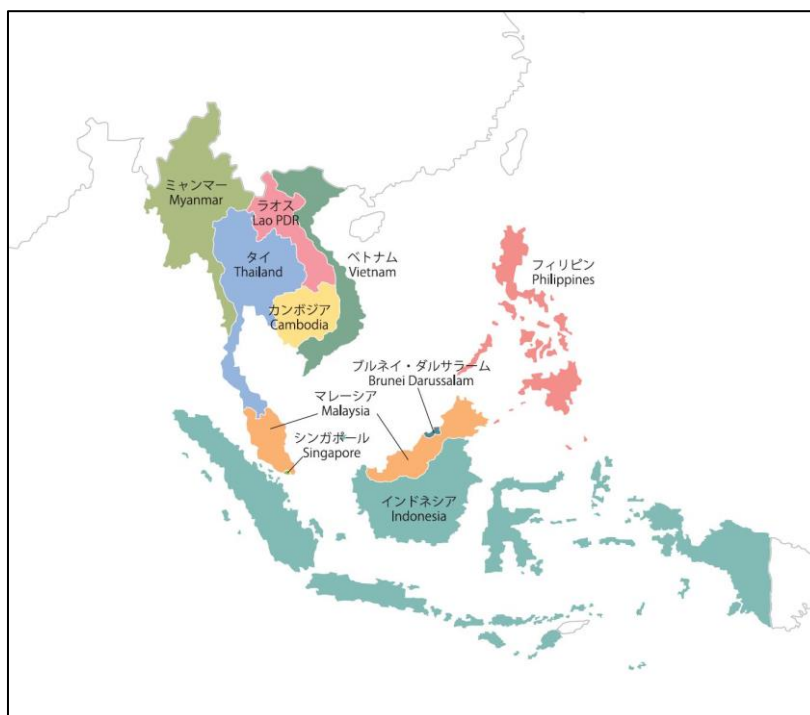 ミャンマー
Myanmar
ラオス
Lao PDR
タイ
Thailand
ベトナム
Vietnam
フィリピン
Philippines
カンボジア
Cambodia
ブルネイ・ダルサラーム
Brunei Darussalam
マレーシア
Malaysia
シンガポール
Singapore
インドネシア
Indonesia